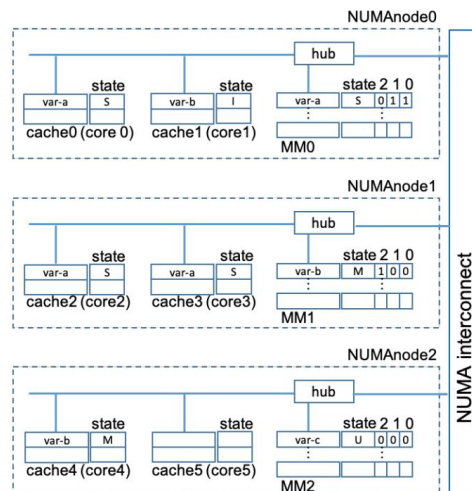 NUMAnode0
hub
state state state 2 1 0
var-a S var-b I var-a S 0 1 1
cache0 (core 0) cache1 (core1)
MM0
NUMAnode1
hub
state state state 2 1 0
var-a S var-a S var-b M 1 0 0
cache2 (core2) cache3 (core3)
MM1
NUMAnode2
hub
state state state 2 1 0
var-b M var-c U 0 0 0
cache4 (core4) cache5 (core5)
MM2
NUMA interconnect